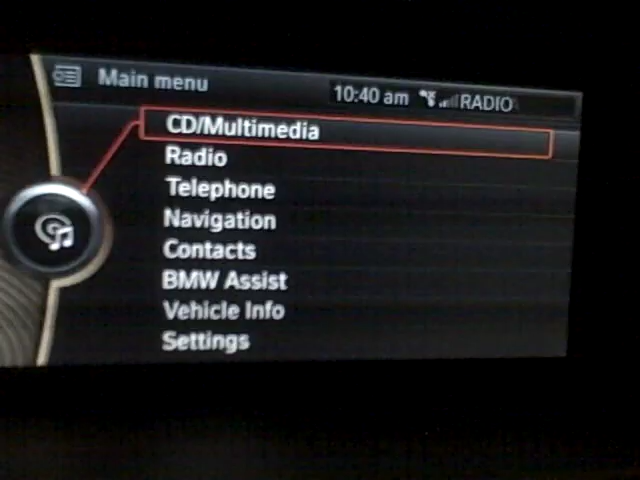 Main menu
10:40 am RADIO
CD/Multimedia
Radio
Telephone
Navigation
Contacts
BMW Assist
Vehicle Info
Settings